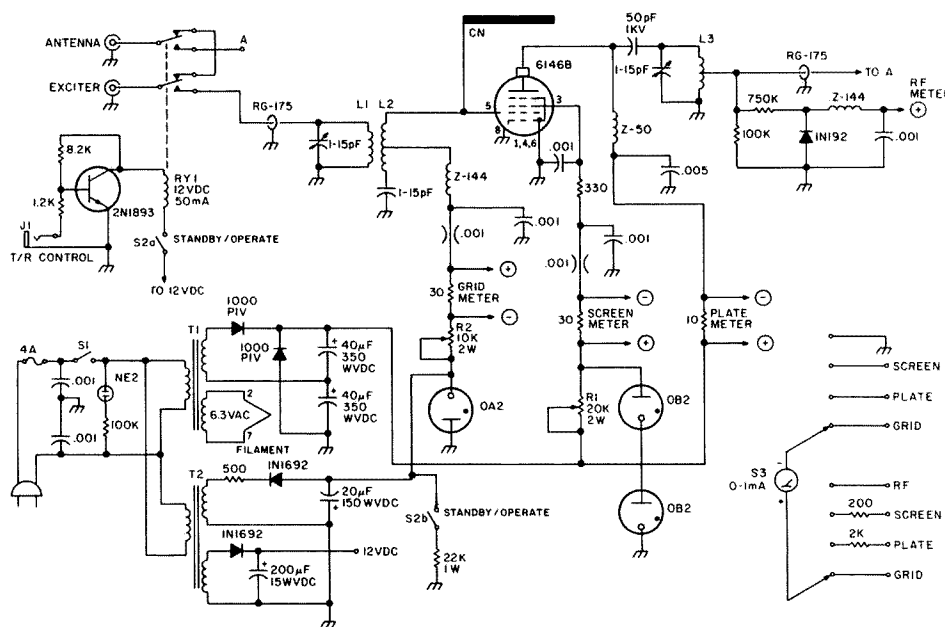 ANTENNA
A
EXCITER
RG-175
1-15pF
L1
L2
CN
6146B
5
3
8
1,4,6
50pF
1KV
1-15pF
L3
RG-175
TO A
RF
METER
+
750K
Z-144
100K
1N192
.001
8.2K
1.2K
2N1893
RY1
12VDC
50mA
J1
T/R CONTROL
S2a
STANDBY/OPERATE
TO 12VDC
1-15pF
Z-144
.001
.001
+
30
GRID
METER
-
R2
10K
2W
OA2
.001
330
.001
.001
-
30
SCREEN
METER
+
R1
20K
2W
OB2
OB2
Z-50
.005
-
10
PLATE
METER
+
4A
S1
.001
.001
NE2
100K
T1
1000
PIV
1000
PIV
+
40µF
350
WVDC
+
40µF
350
WVDC
2
6.3VAC
7
FILAMENT
T2
500
1N1692
20µF
150WVDC
+
1N1692
12VDC
+
200µF
15WVDC
S2b
STANDBY/OPERATE
22K
1W
SCREEN
PLATE
GRID
-
S3
0-1mA
+
RF
200
SCREEN
2K
PLATE
GRID